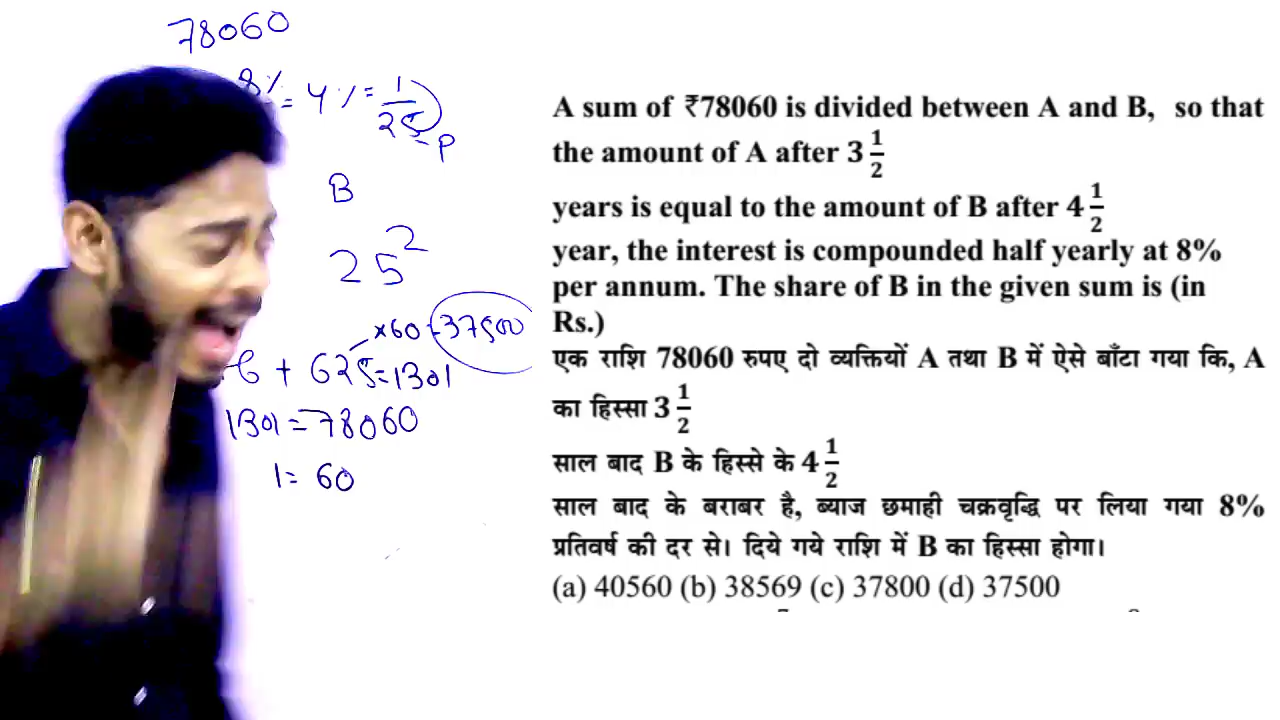 78060
8% = 4% = 1/25 - P
B
25²
6 + 625 = 1301
×60 = 37500
1301 = 78060
1 = 60
A sum of ₹78060 is divided between A and B, so that
the amount of A after 3 1/2
years is equal to the amount of B after 4 1/2
year, the interest is compounded half yearly at 8%
per annum. The share of B in the given sum is (in
Rs.)
एक राशि 78060 रुपए दो व्यक्तियों A तथा B में ऐसे बाँटा गया कि, A
का हिस्सा 3 1/2
साल बाद B के हिस्से के 4 1/2
साल बाद के बराबर है, ब्याज छमाही चक्रवृद्धि पर लिया गया 8%
प्रतिवर्ष की दर से। दिये गये राशि में B का हिस्सा होगा।
(a) 40560 (b) 38569 (c) 37800 (d) 37500